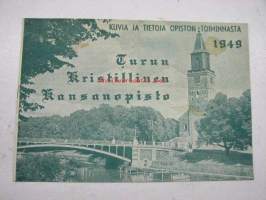 KUVIA JA TIETOJA OPISTON TOIMINNASTA
1949
Turun
Kristillinen
Kansanopisto